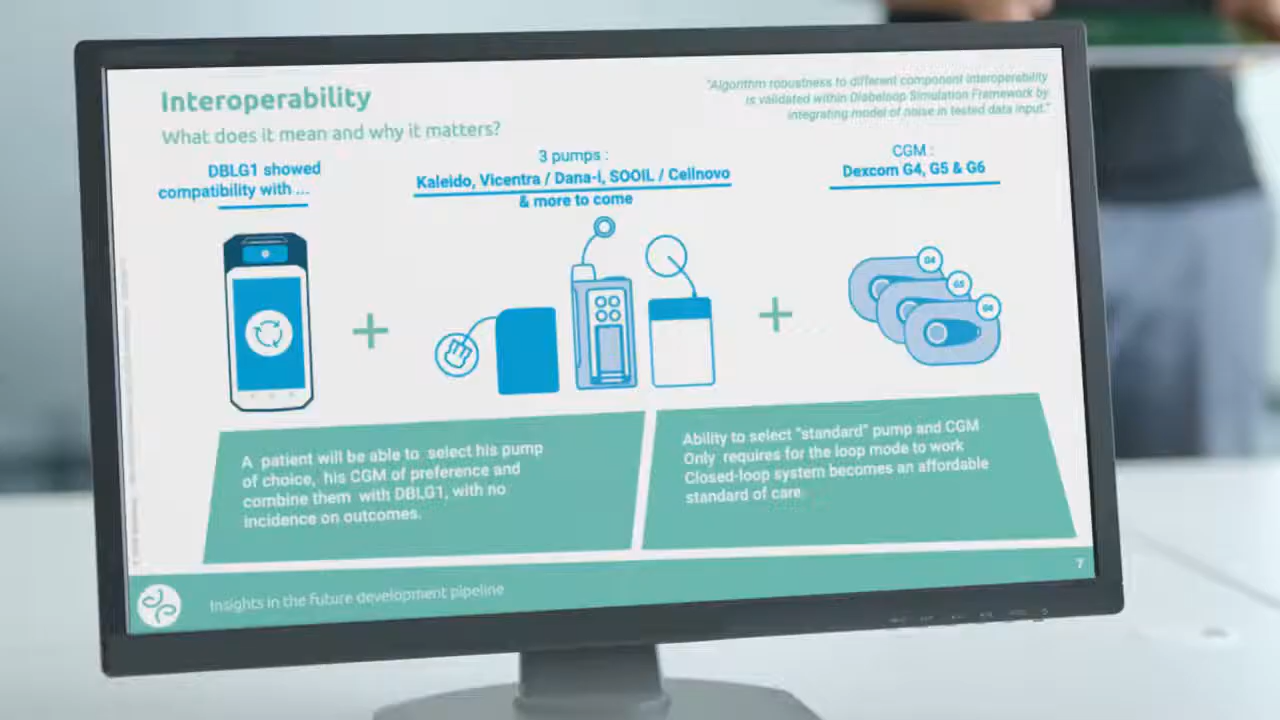 Interoperability
What does it mean and why it matters?
"Algorithm robustness to different component interoperability
is validated within Diabeloop Simulation Framework by
integrating model of noise in tested data input."
DBLG1 showed
compatibility with ...
3 pumps :
Kaleido, Vicentra / Dana-i, SOOIL / Cellnovo
& more to come
CGM :
Dexcom G4, G5 & G6
G4
G5
G6
A patient will be able to select his pump
of choice, his CGM of preference and
combine them with DBLG1, with no
incidence on outcomes.
Ability to select "standard" pump and CGM
Only requires for the loop mode to work
Closed-loop system becomes an affordable
standard of care
Insights in the future development pipeline
7